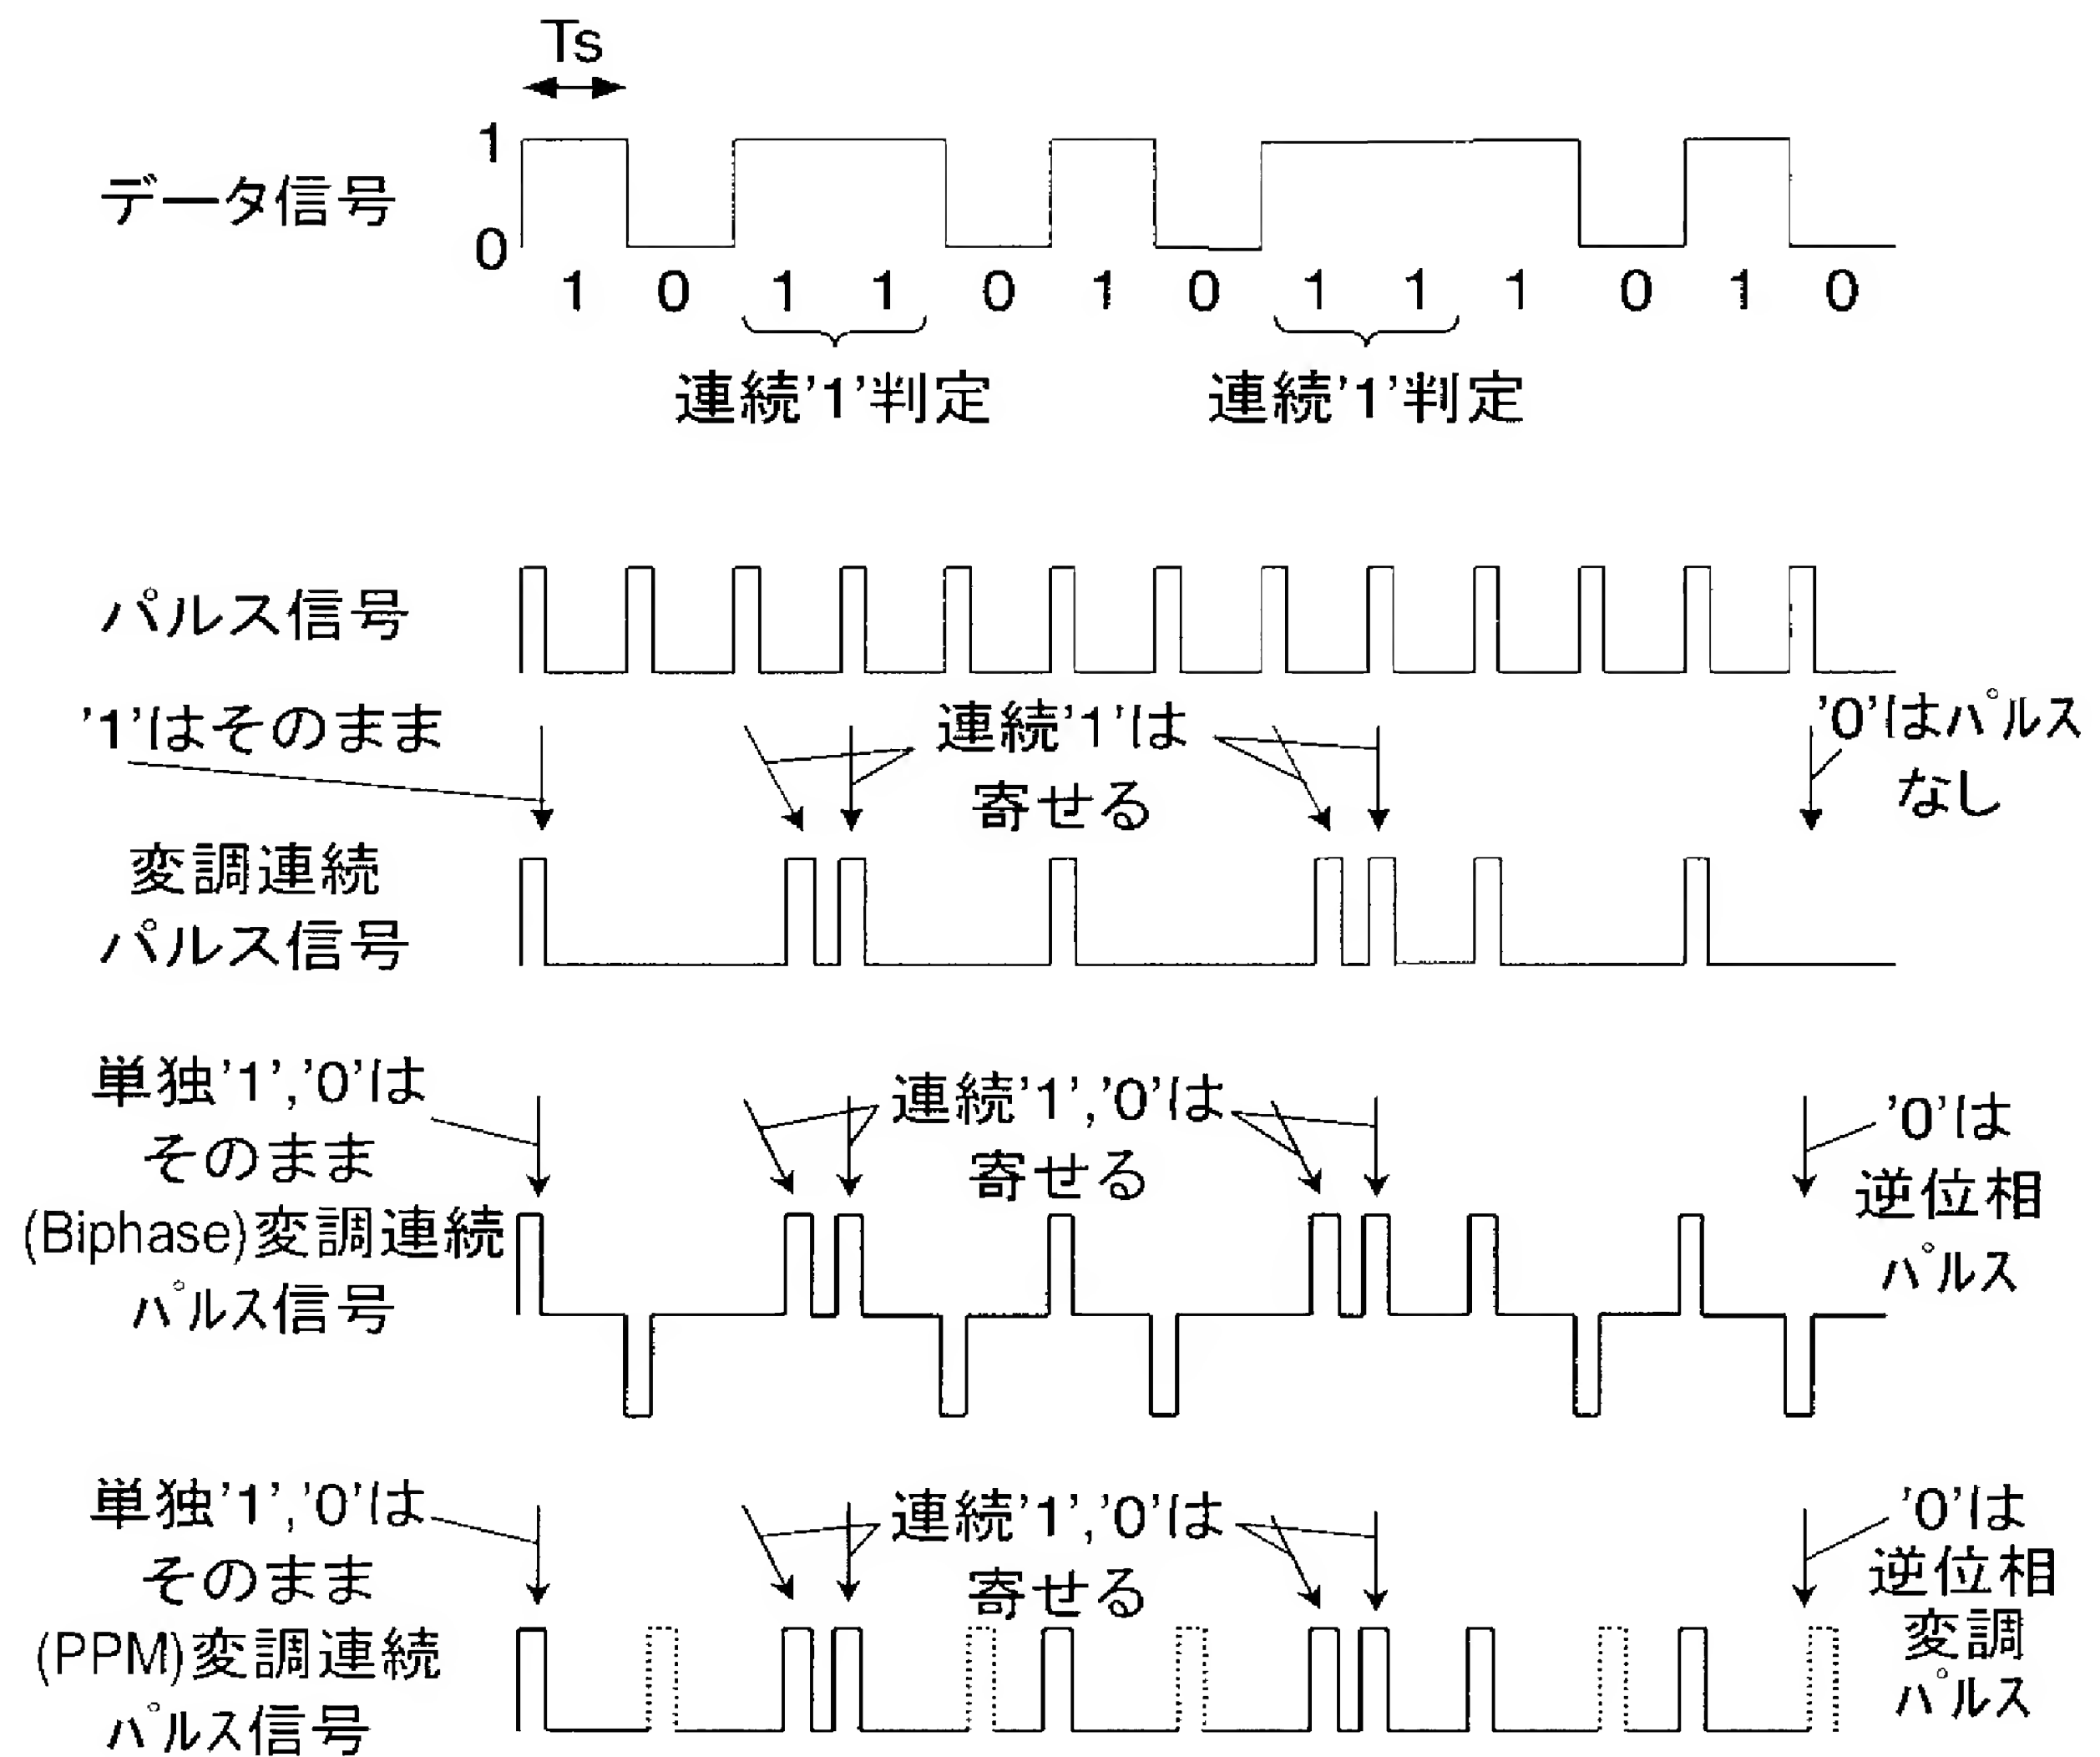 Ts
1
データ信号
0
1 0 1 1 0 1 0 1 1 1 0 1 0
連続'1'判定
連続'1'判定
パルス信号
'1'はそのまま
連続'1'は
寄せる
'0'はパルス
なし
変調連続
パルス信号
単独'1','0'は
そのまま
(Biphase)変調連続
パルス信号
連続'1','0'は
寄せる
'0'は
逆位相
パルス
単独'1','0'は
そのまま
(PPM)変調連続
パルス信号
連続'1','0'は
寄せる
'0'は
逆位相
変調
パルス